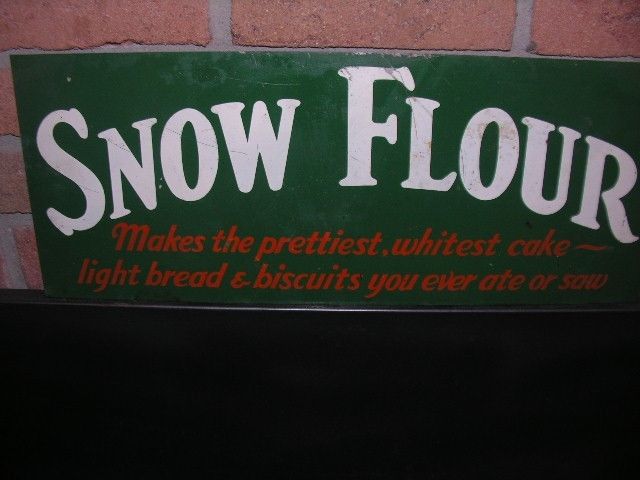 SNOW FLOUR
Makes the prettiest, whitest cake ~
light bread & biscuits you ever ate or saw